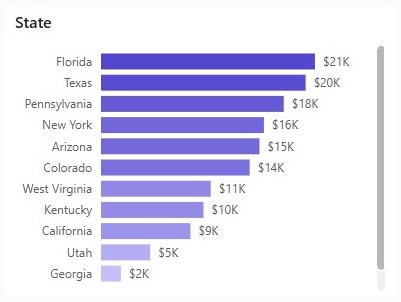 State
Florida $21K
Texas $20K
Pennsylvania $18K
New York $16K
Arizona $15K
Colorado $14K
West Virginia $11K
Kentucky $10K
California $9K
Utah $5K
Georgia $2K